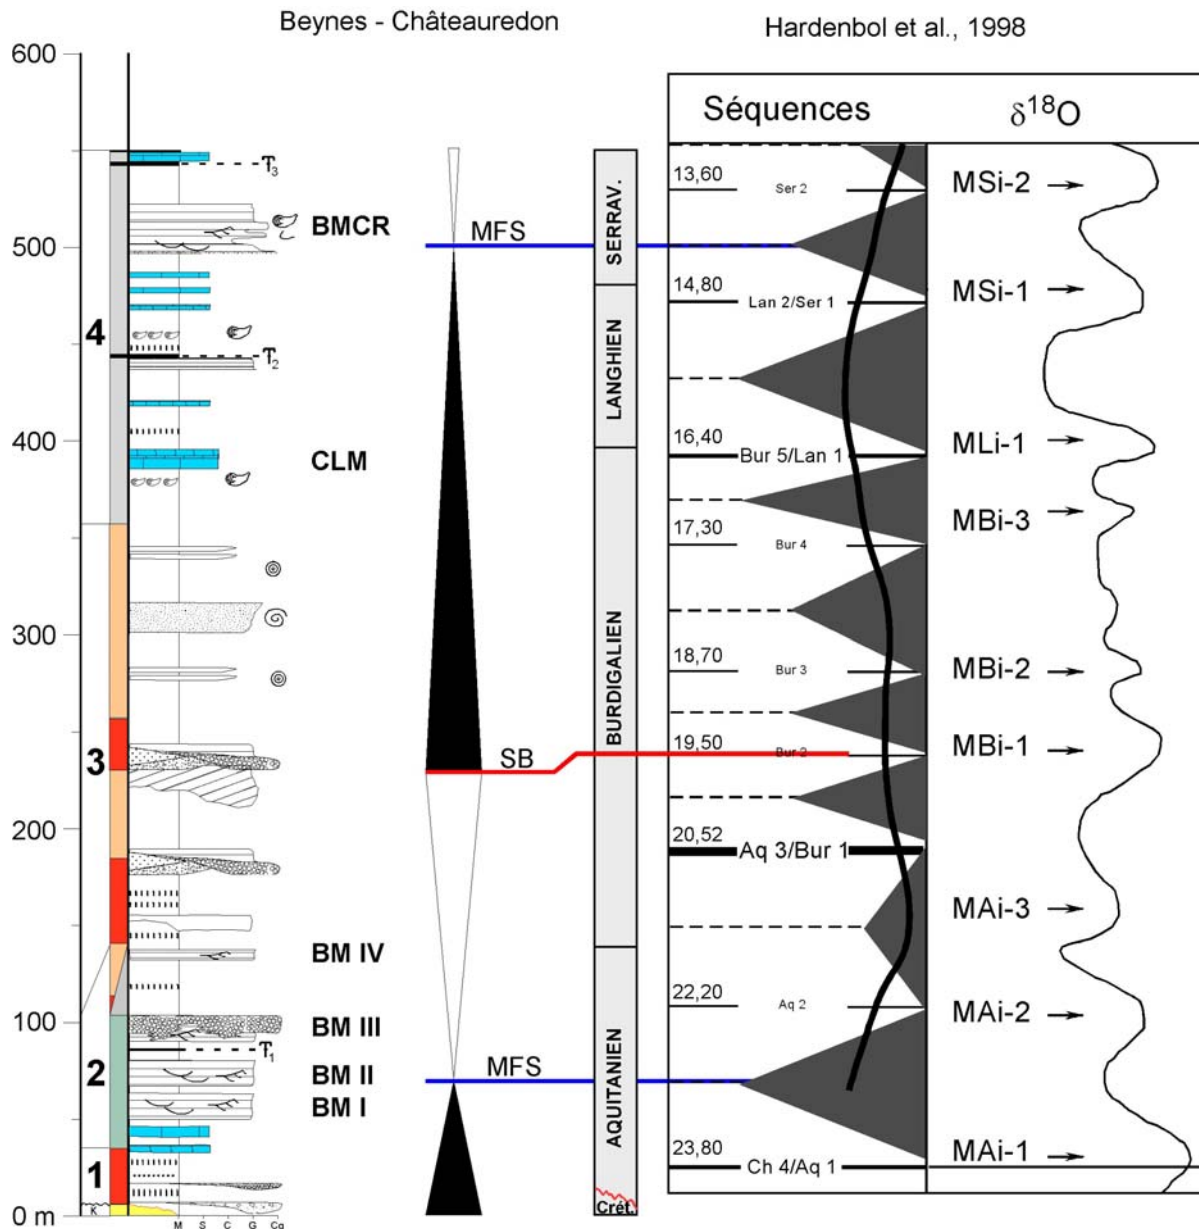 Beynes - Châteauredon
Hardenbol et al., 1998
Séquences
δ18O
600
500
400
300
200
100
0 m
4
3
2
1
K
M S C G Cg
T3
T2
T1
BMCR
CLM
BM IV
BM III
BM II
BM I
MFS
SB
MFS
SERRAV.
LANGHIEN
BURDIGALIEN
AQUITANIEN
Crét.
13,60
Ser 2
14,80
Lan 2/Ser 1
16,40
Bur 5/Lan 1
17,30
Bur 4
18,70
Bur 3
19,50
Bur 2
20,52
Aq 3/Bur 1
22,20
Aq 2
23,80
Ch 4/Aq 1
MSi-2
MSi-1
MLi-1
MBi-3
MBi-2
MBi-1
MAi-3
MAi-2
MAi-1